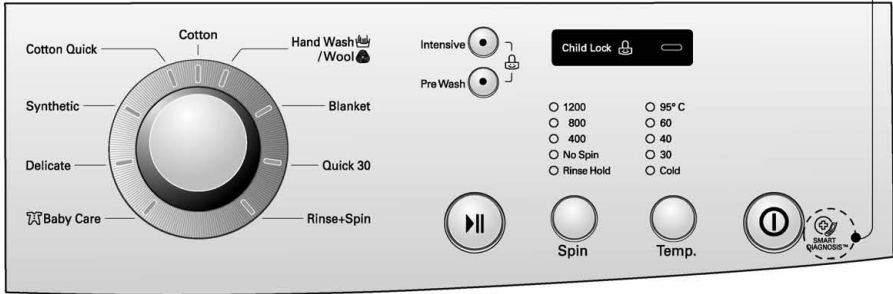 Cotton
Cotton Quick
Hand Wash
/Wool
Synthetic
Blanket
Delicate
Quick 30
Baby Care
Rinse+Spin
Intensive
Pre Wash
Child Lock
1200
800
400
No Spin
Rinse Hold
95° C
60
40
30
Cold
Spin
Temp.
SMART
DIAGNOSIS™